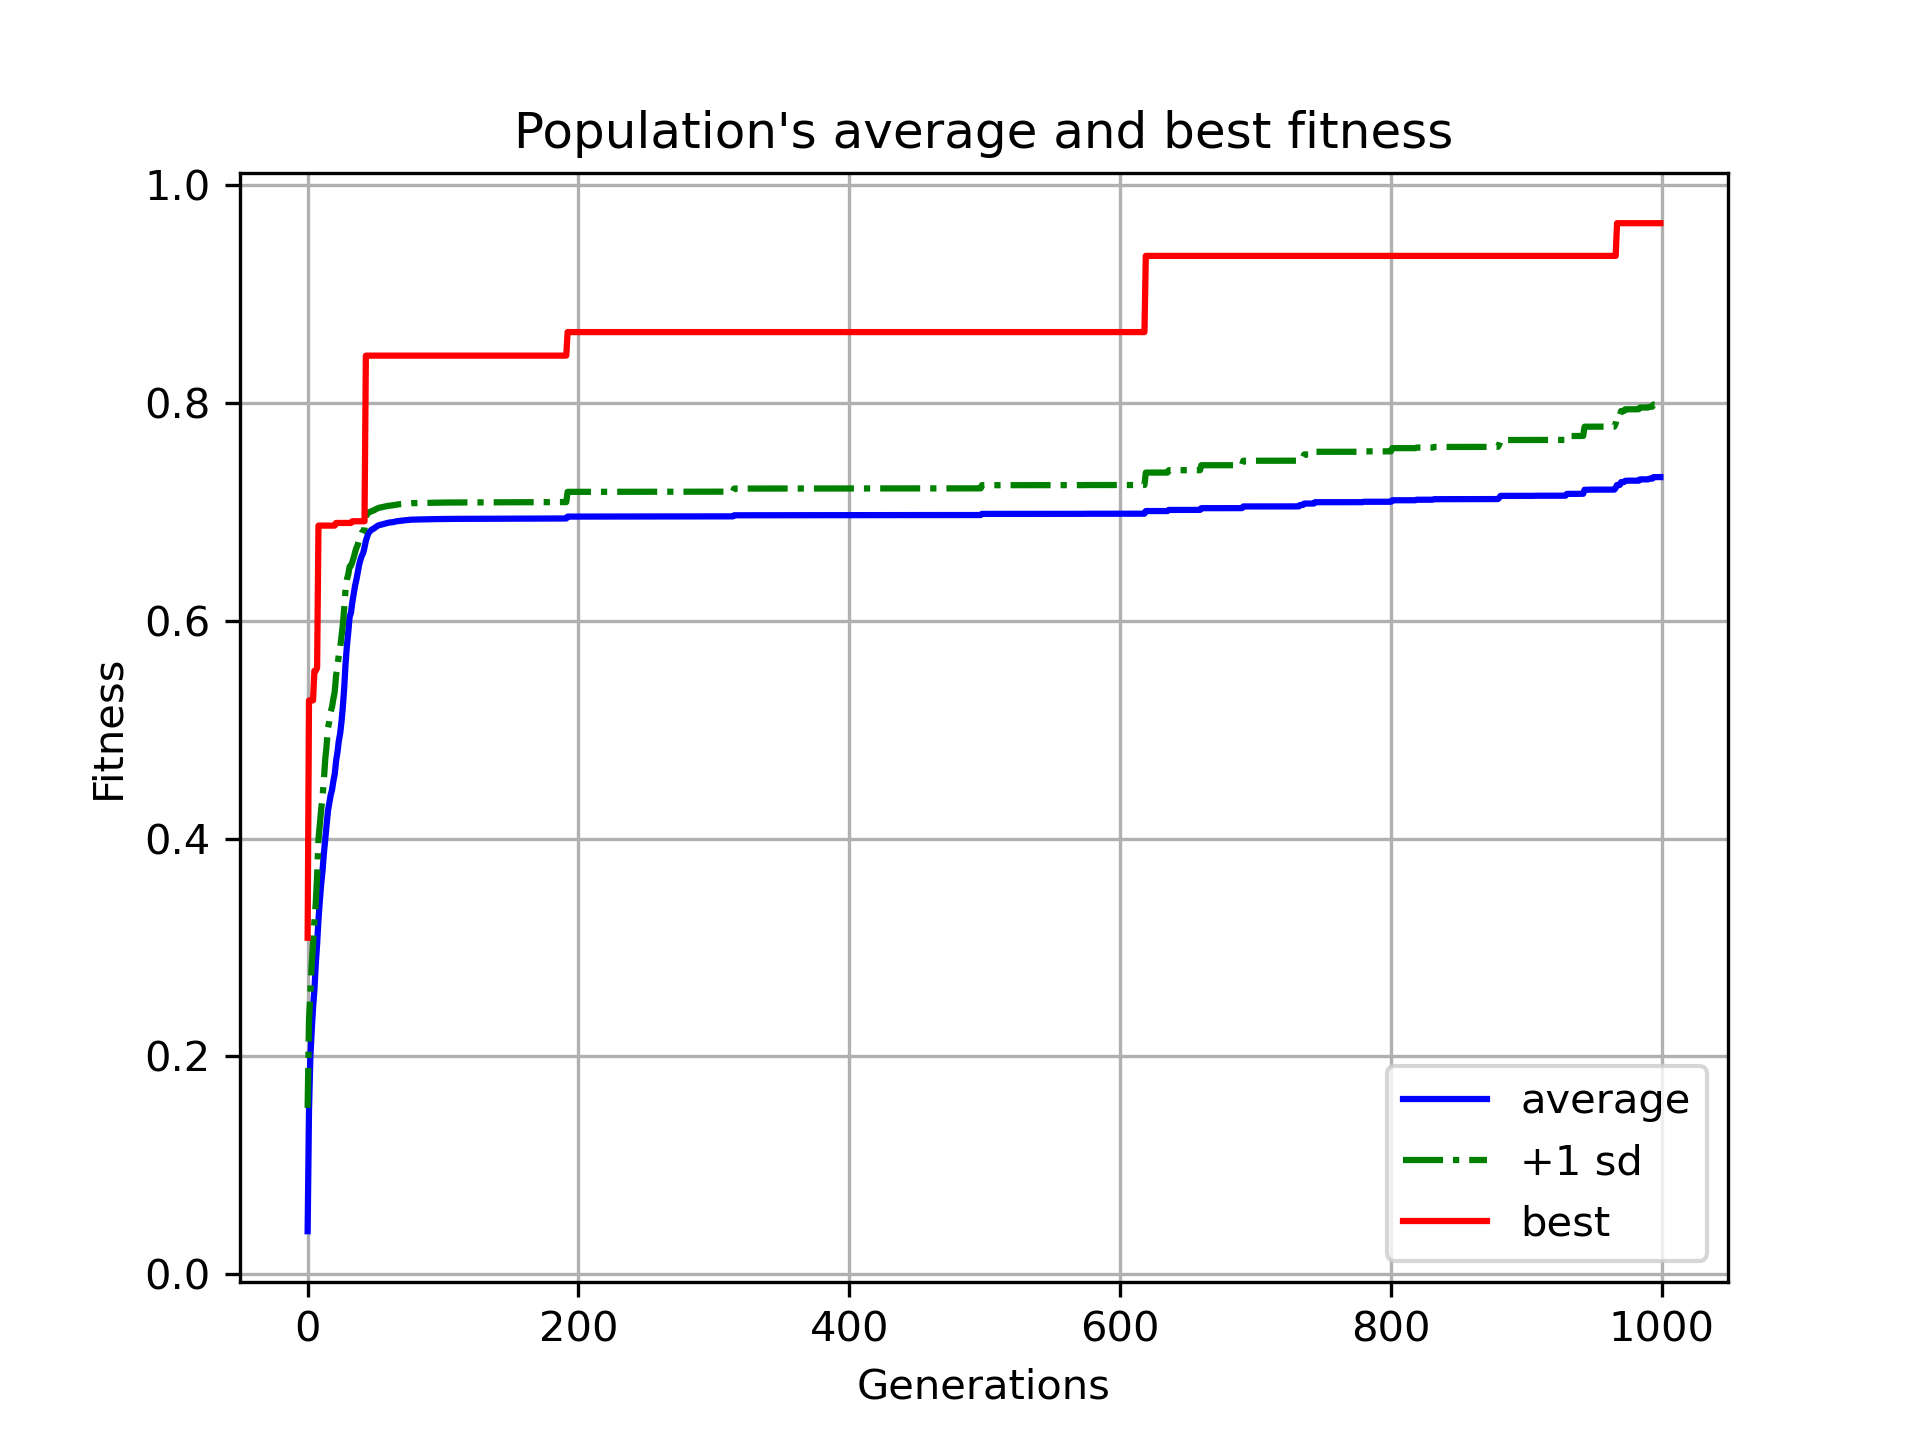 Population's average and best fitness
1.0
0.8
0.6
0.4
0.2
0.0
Fitness
0 200 400 600 800 1000
Generations
average
+1 sd
best